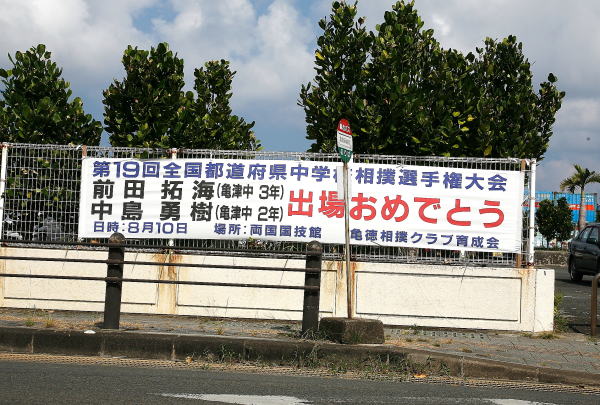 第19回全国都道府県中学校相撲選手権大会
前田 拓海(亀津中 3年)
中島 勇樹(亀津中 2年)
出場おめでとう
日時:8月10日 場所:両国国技館 亀徳相撲クラブ育成会